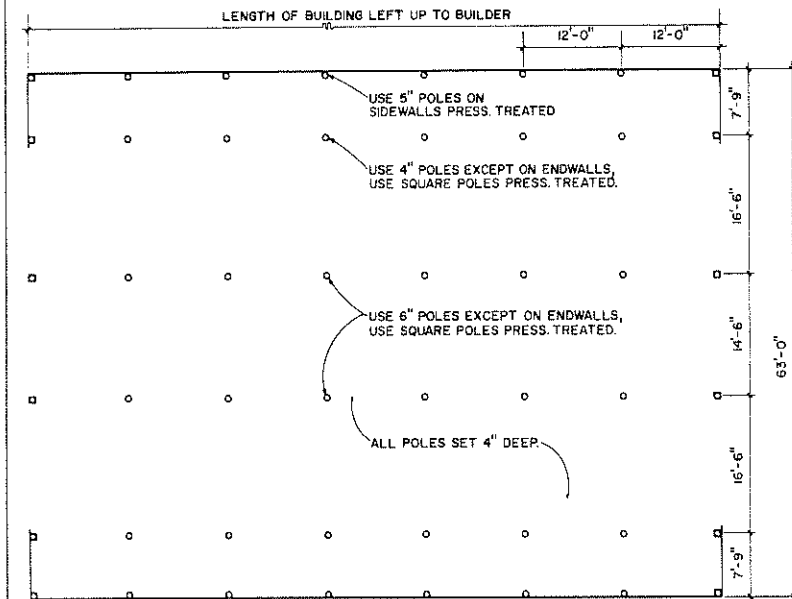 LENGTH OF BUILDING LEFT UP TO BUILDER
12'-0" 12'-0"
USE 5" POLES ON
SIDEWALLS PRESS. TREATED
7'-9"
USE 4" POLES EXCEPT ON ENDWALLS,
USE SQUARE POLES PRESS. TREATED.
16'-6"
USE 6" POLES EXCEPT ON ENDWALLS,
USE SQUARE POLES PRESS. TREATED.
14'-6"
63'-0"
ALL POLES SET 4" DEEP.
16'-6"
7'-9"